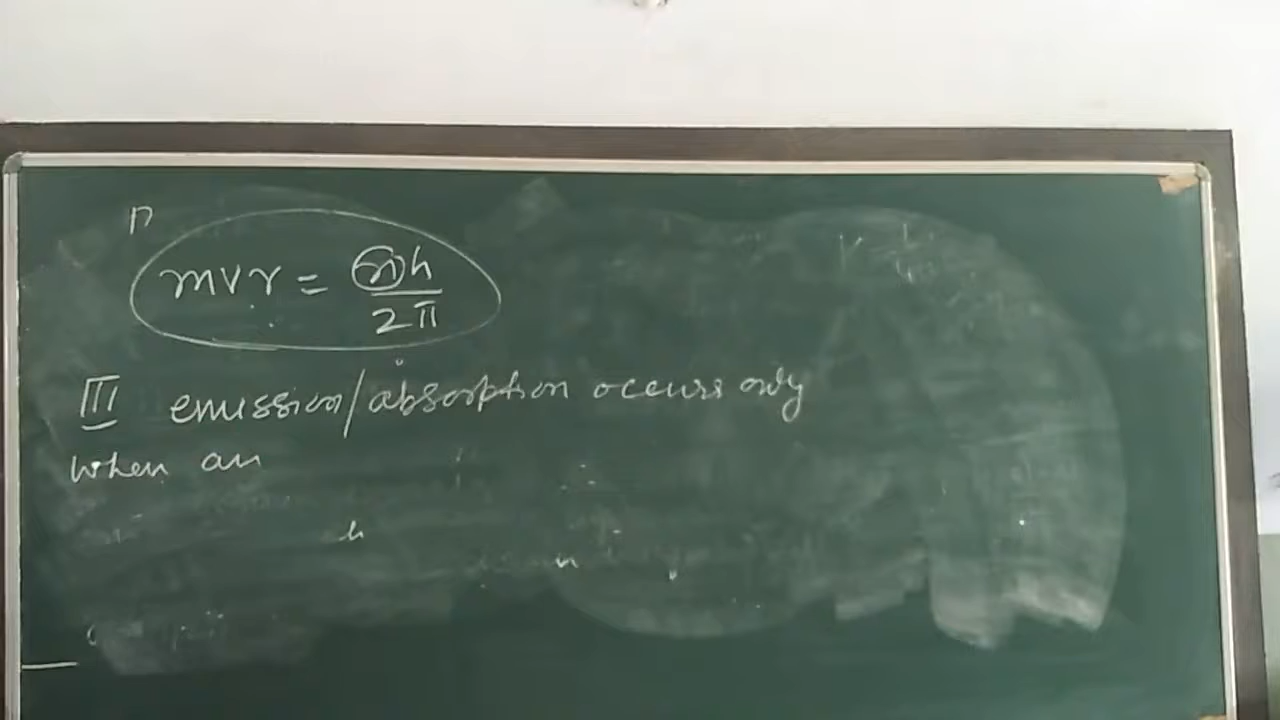 mvr = nh
2π
III emission/absorption occurs only
when an